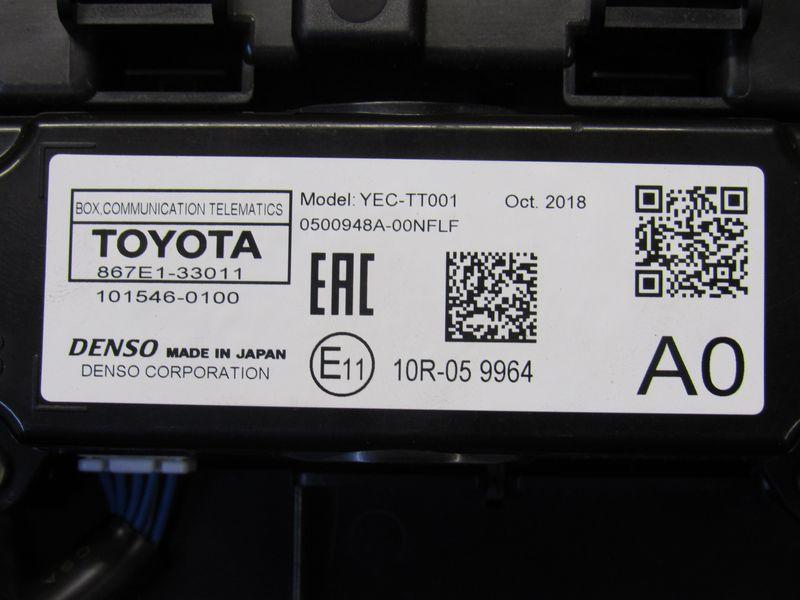 BOX,COMMUNICATION TELEMATICS
TOYOTA
867E1-33011
101546-0100
DENSO MADE IN JAPAN
DENSO CORPORATION
Model: YEC-TT001 Oct. 2018
0500948A-00NFLF
EAC
E11 10R-05 9964
A0